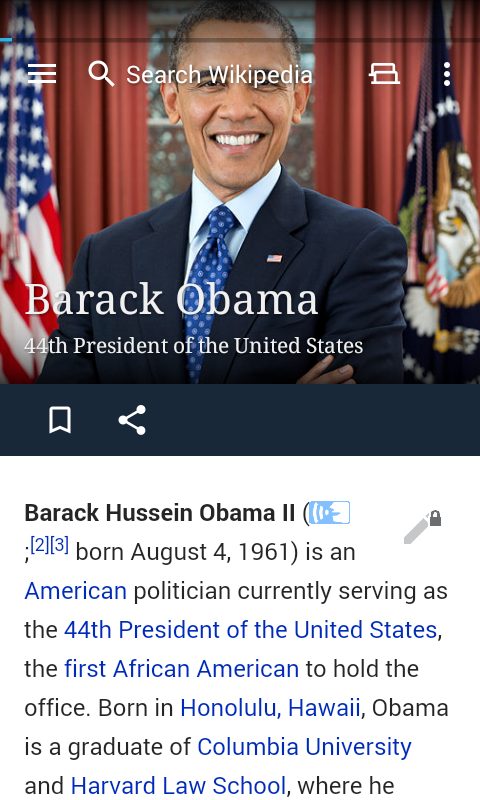 Search Wikipedia
Barack Obama
44th President of the United States
Barack Hussein Obama II (
;[2][3] born August 4, 1961) is an
American politician currently serving as
the 44th President of the United States,
the first African American to hold the
office. Born in Honolulu, Hawaii, Obama
is a graduate of Columbia University
and Harvard Law School, where he